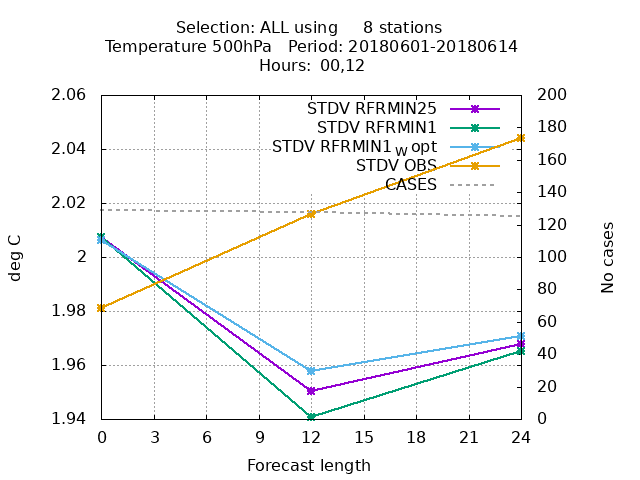 Selection: ALL using     8 stations
Temperature 500hPa   Period: 20180601-20180614
Hours: 00,12
STDV RFRMIN25
STDV RFRMIN1
STDV RFRMIN1_W opt
STDV OBS
CASES
2.06
2.04
2.02
2
1.98
1.96
1.94
deg C
200
180
160
140
120
100
80
60
40
20
0
No cases
0 3 6 9 12 15 18 21 24
Forecast length